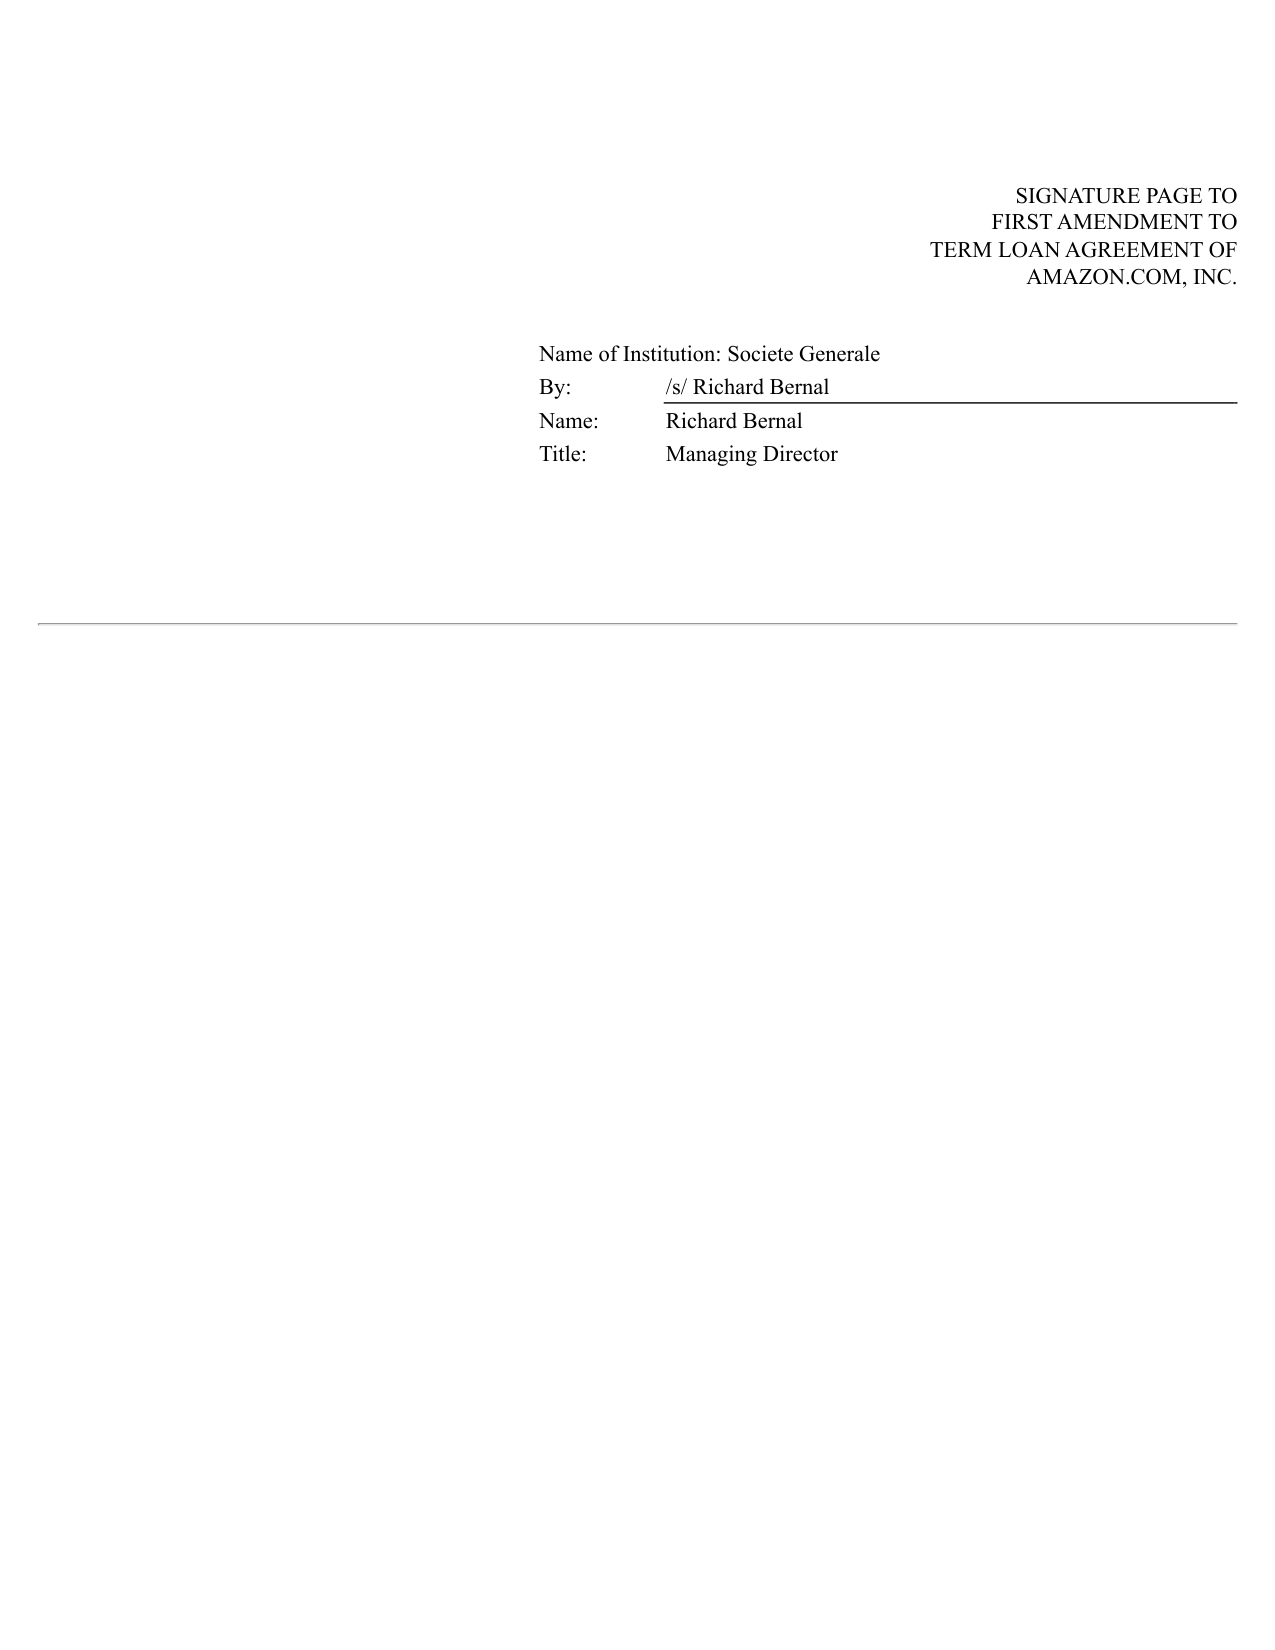 SIGNATURE PAGE TO
FIRST AMENDMENT TO
TERM LOAN AGREEMENT OF
AMAZON.COM, INC.
Name of Institution: Societe Generale
By: /s/ Richard Bernal
Name: Richard Bernal
Title: Managing Director